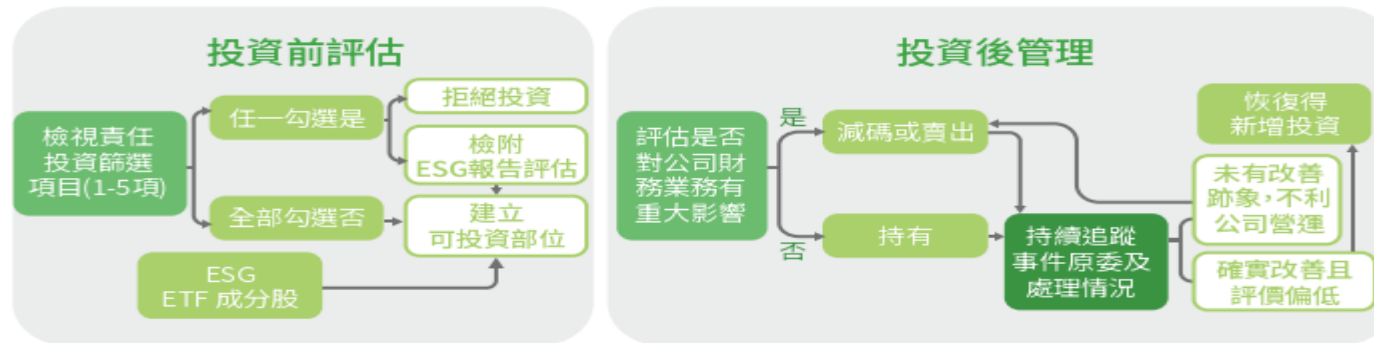 投資前評估
檢視責任
投資篩選
項目(1-5項)
任一勾選是
拒絕投資
檢附
ESG報告評估
全部勾選否
建立
可投資部位
ESG
ETF 成分股
投資後管理
評估是否
對公司財
務業務有
重大影響
是
減碼或賣出
否
持有
持續追蹤
事件原委及
處理情況
恢復得
新增投資
未有改善
跡象,不利
公司營運
確實改善且
評價偏低